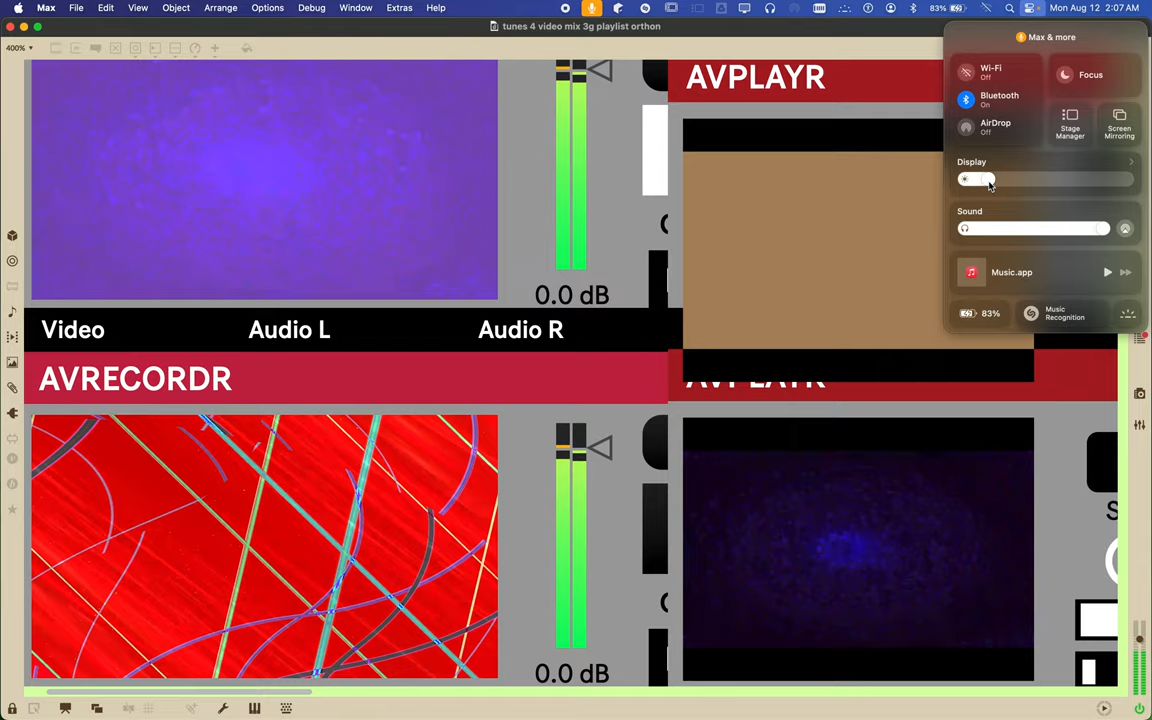 Max File Edit View Object Arrange Options Debug Window Extras Help 83% Mon Aug 12 2:07 AM
tunes 4 video mix 3g playlist orthon
400%
Max & more
Wi-Fi
Off
Focus
Bluetooth
On
AirDrop
Off
Stage
Manager
Screen
Mirroring
Display
Sound
Music.app
83%
Music
Recognition
AVPLAYR
0.0 dB
Video Audio L Audio R
AVRECORDR
AVPLAYR
0.0 dB